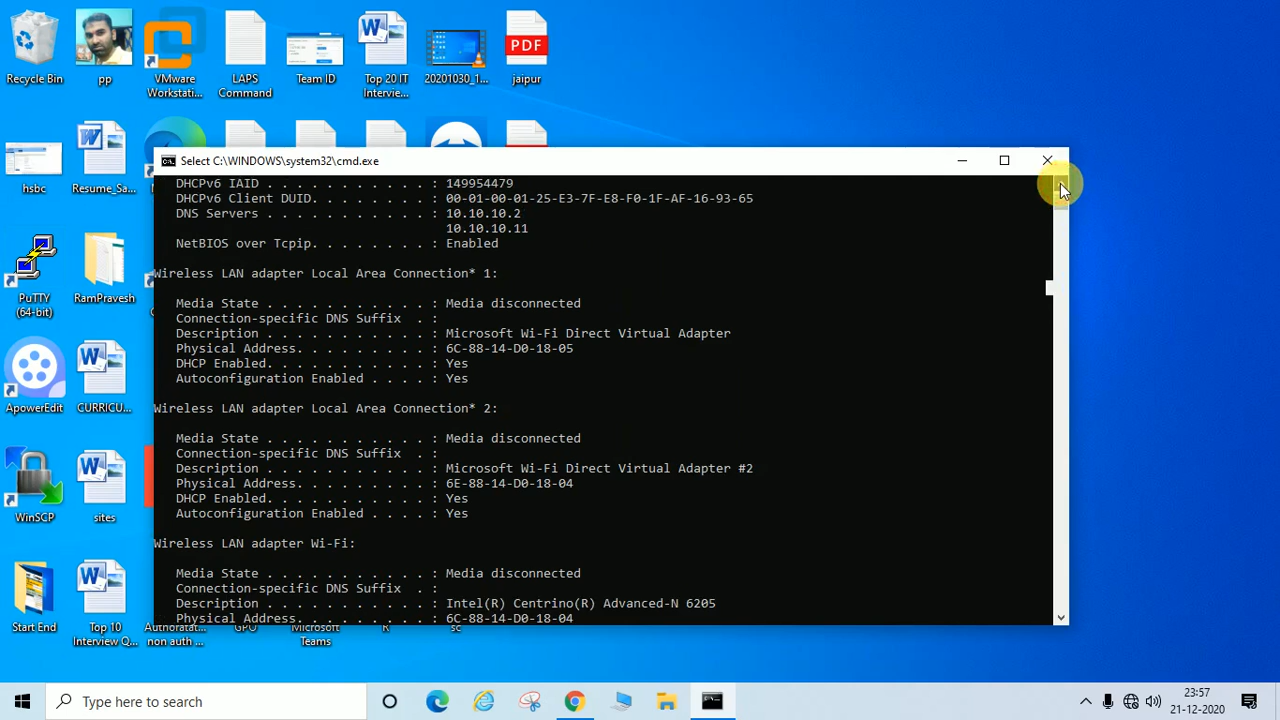 Recycle Bin
pp
VMware Workstati...
LAPS Command
Team ID
Top 20 IT Intervie...
20201030_1...
PDF
jaipur
hsbc
Resume_Sa...
PuTTY (64-bit)
RamPravesh
ApowerEdit
CURRICU...
WinSCP
sites
Start End
Top 10 Interview Q...
Authoratat... non auth ...
GPO
Microsoft Teams
R
sc
Select C:\WINDOWS\system32\cmd.exe
DHCPv6 IAID . . . . . . . . . . . : 149954479
DHCPv6 Client DUID. . . . . . . . : 00-01-00-01-25-E3-7F-E8-F0-1F-AF-16-93-65
DNS Servers . . . . . . . . . . . : 10.10.10.2
10.10.10.11
NetBIOS over Tcpip. . . . . . . . : Enabled
Wireless LAN adapter Local Area Connection* 1:
Media State . . . . . . . . . . . : Media disconnected
Connection-specific DNS Suffix  . :
Description . . . . . . . . . . . : Microsoft Wi-Fi Direct Virtual Adapter
Physical Address. . . . . . . . . : 6C-88-14-D0-18-05
DHCP Enabled. . . . . . . . . . . : Yes
Autoconfiguration Enabled . . . . : Yes
Wireless LAN adapter Local Area Connection* 2:
Media State . . . . . . . . . . . : Media disconnected
Connection-specific DNS Suffix  . :
Description . . . . . . . . . . . : Microsoft Wi-Fi Direct Virtual Adapter #2
Physical Address. . . . . . . . . : 6E-88-14-D0-18-04
DHCP Enabled. . . . . . . . . . . : Yes
Autoconfiguration Enabled . . . . : Yes
Wireless LAN adapter Wi-Fi:
Media State . . . . . . . . . . . : Media disconnected
Connection-specific DNS Suffix  . :
Description . . . . . . . . . . . : Intel(R) Centrino(R) Advanced-N 6205
Physical Address. . . . . . . . . : 6C-88-14-D0-18-04
Type here to search
23:57
21-12-2020